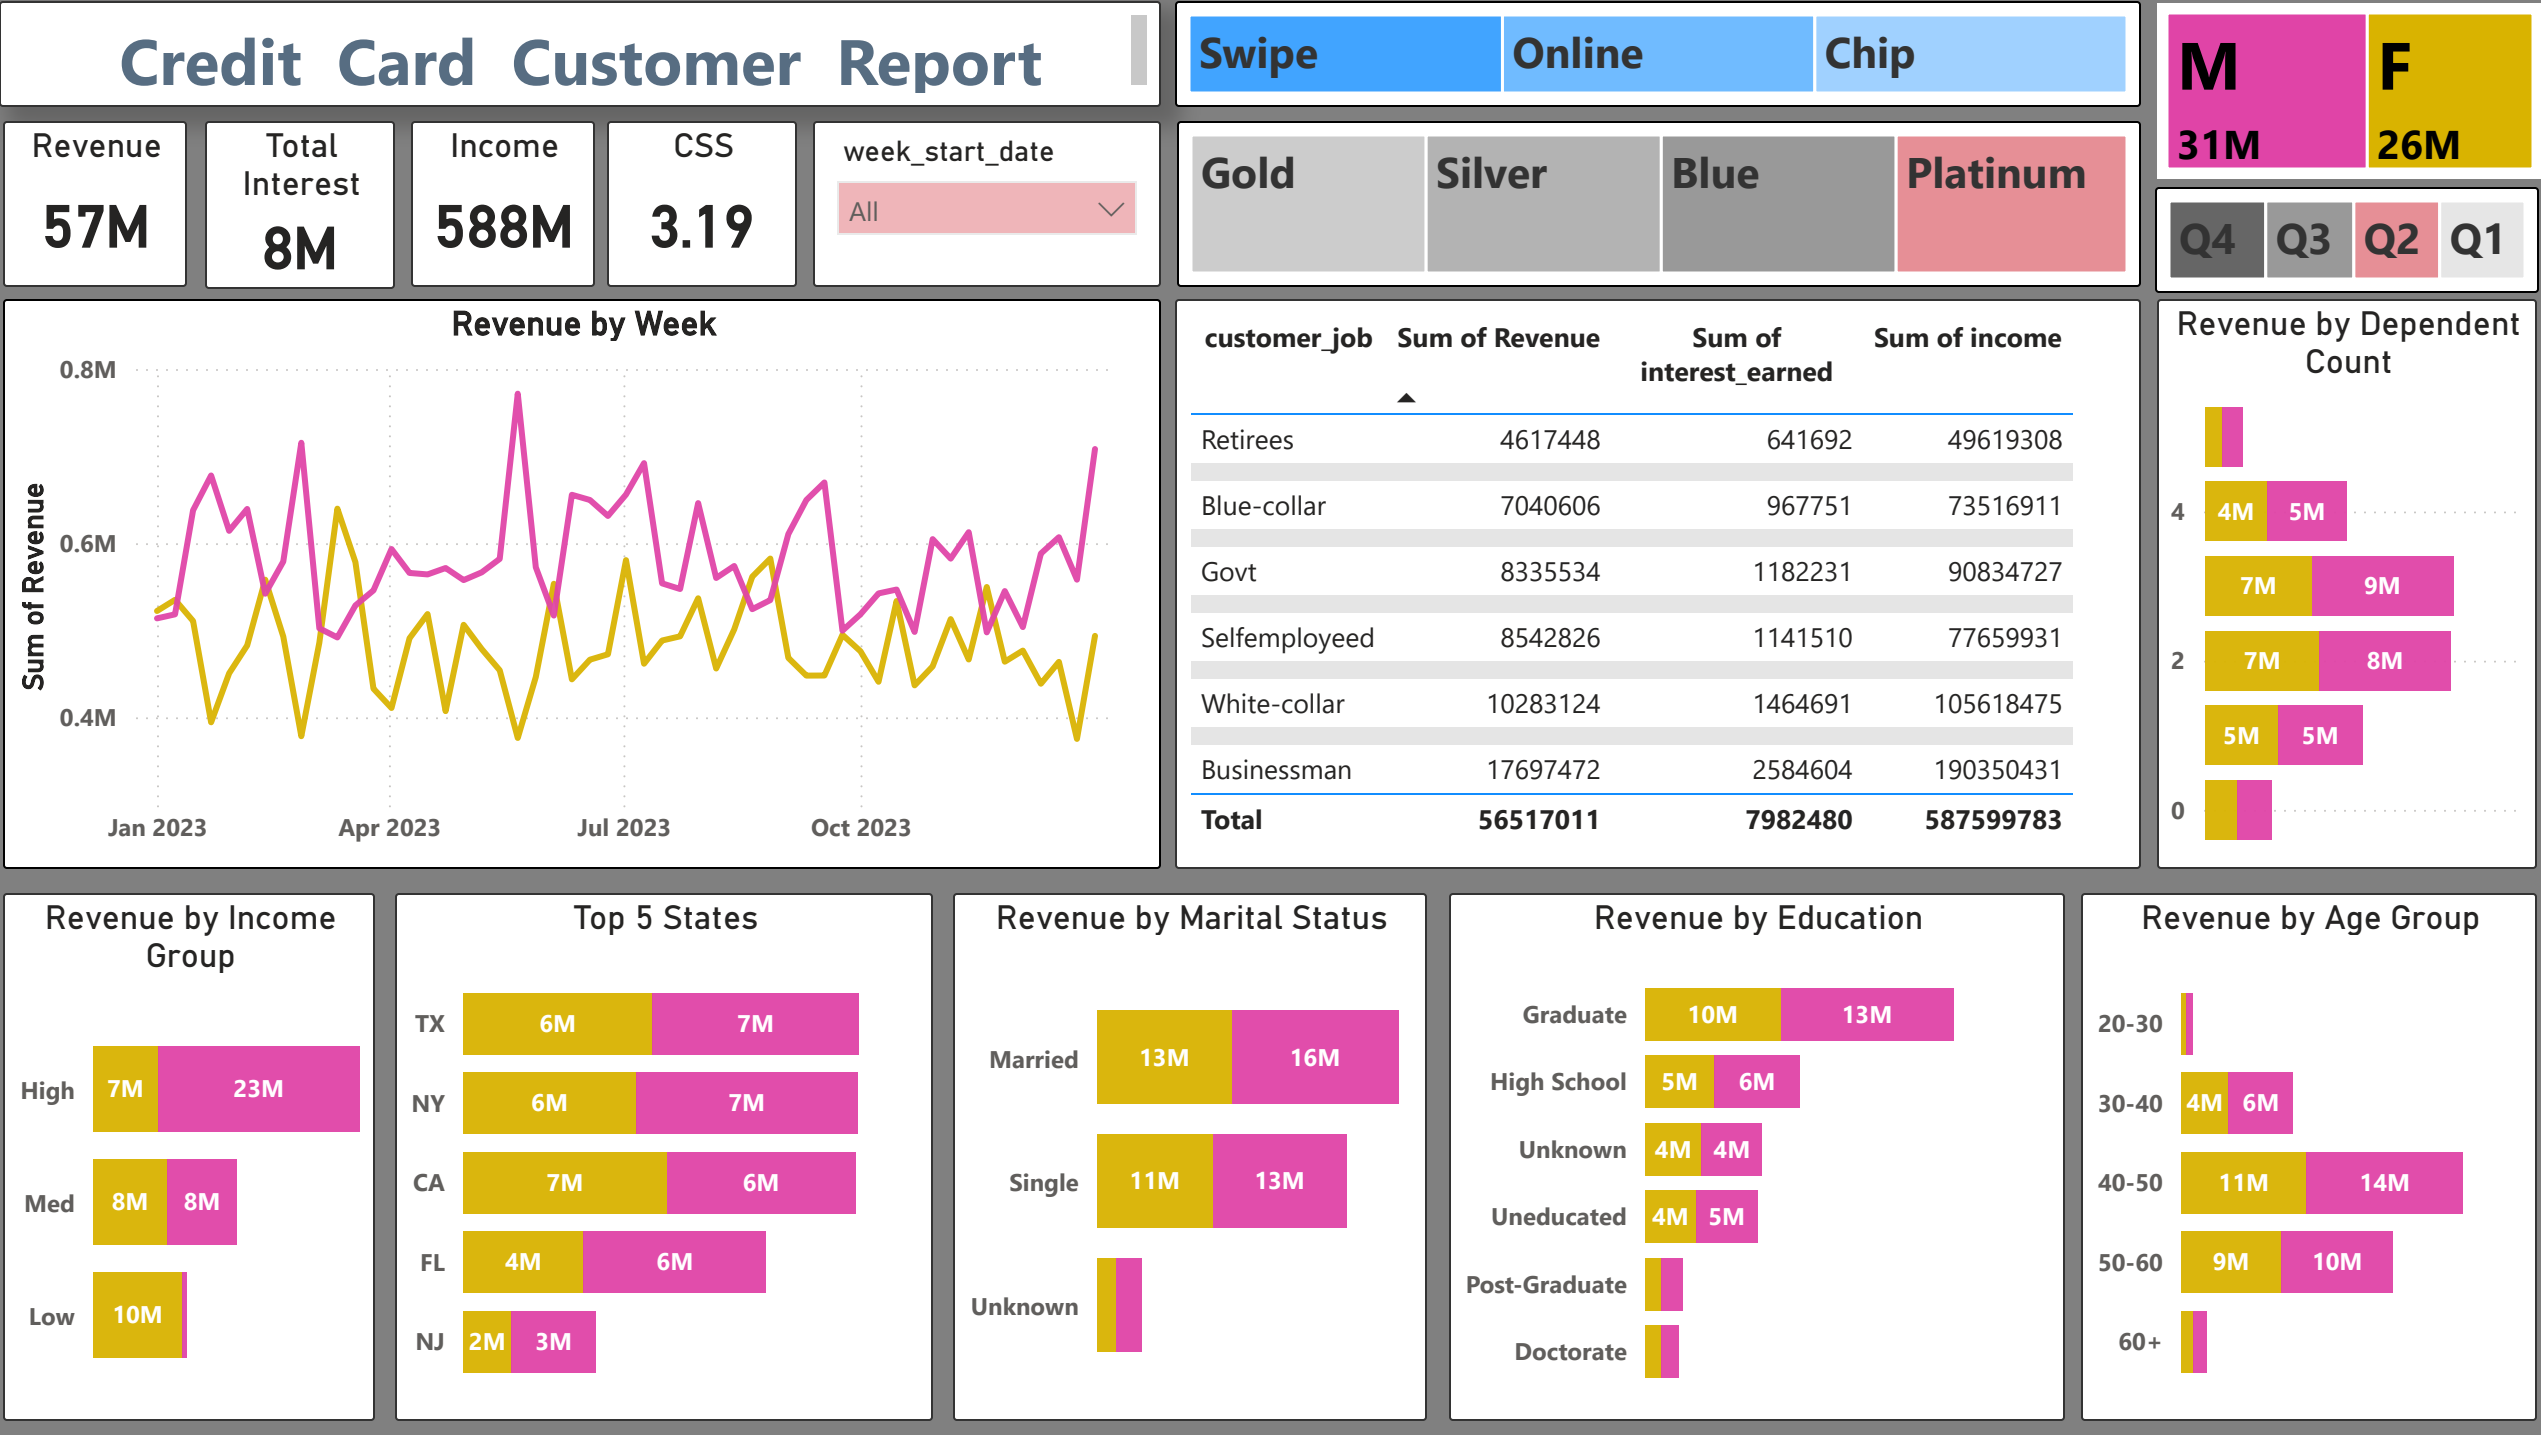 Credit Card Customer Report
Swipe
Online
Chip
M
31M
F
26M
Revenue
57M
Total
Interest
8M
Income
588M
CSS
3.19
week_start_date
All
Gold
Silver
Blue
Platinum
Q4
Q3
Q2
Q1
Revenue by Week
Sum of Revenue
0.8M
0.6M
0.4M
Jan 2023
Apr 2023
Jul 2023
Oct 2023
customer_job Sum of Revenue Sum of interest_earned Sum of income
Retirees 4617448 641692 49619308
Blue-collar 7040606 967751 73516911
Govt 8335534 1182231 90834727
Selfemployeed 8542826 1141510 77659931
White-collar 10283124 1464691 105618475
Businessman 17697472 2584604 190350431
Total 56517011 7982480 587599783
Revenue by Dependent
Count
4 4M 5M
7M 9M
2 7M 8M
5M 5M
0
Revenue by Income
Group
High 7M 23M
Med 8M 8M
Low 10M
Top 5 States
TX 6M 7M
NY 6M 7M
CA 7M 6M
FL 4M 6M
NJ 2M 3M
Revenue by Marital Status
Married 13M 16M
Single 11M 13M
Unknown
Revenue by Education
Graduate 10M 13M
High School 5M 6M
Unknown 4M 4M
Uneducated 4M 5M
Post-Graduate
Doctorate
Revenue by Age Group
20-30
30-40 4M 6M
40-50 11M 14M
50-60 9M 10M
60+